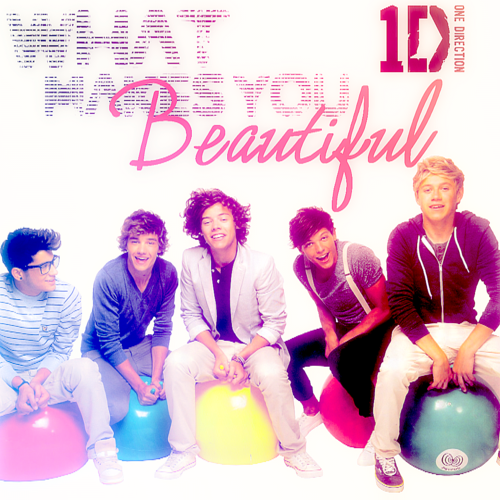 WHAT
MAKES YOU
Beautiful
1D
ONE DIRECTION